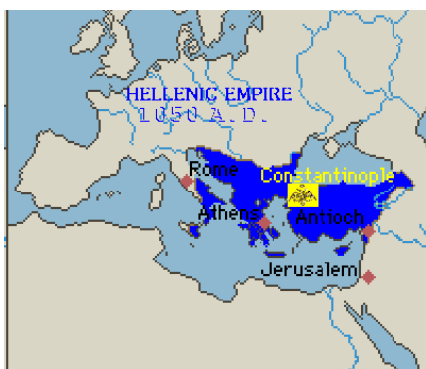 HELLENIC EMPIRE
1050 A.D.
Rome
Constantinople
Athens
Antioch
Jerusalem